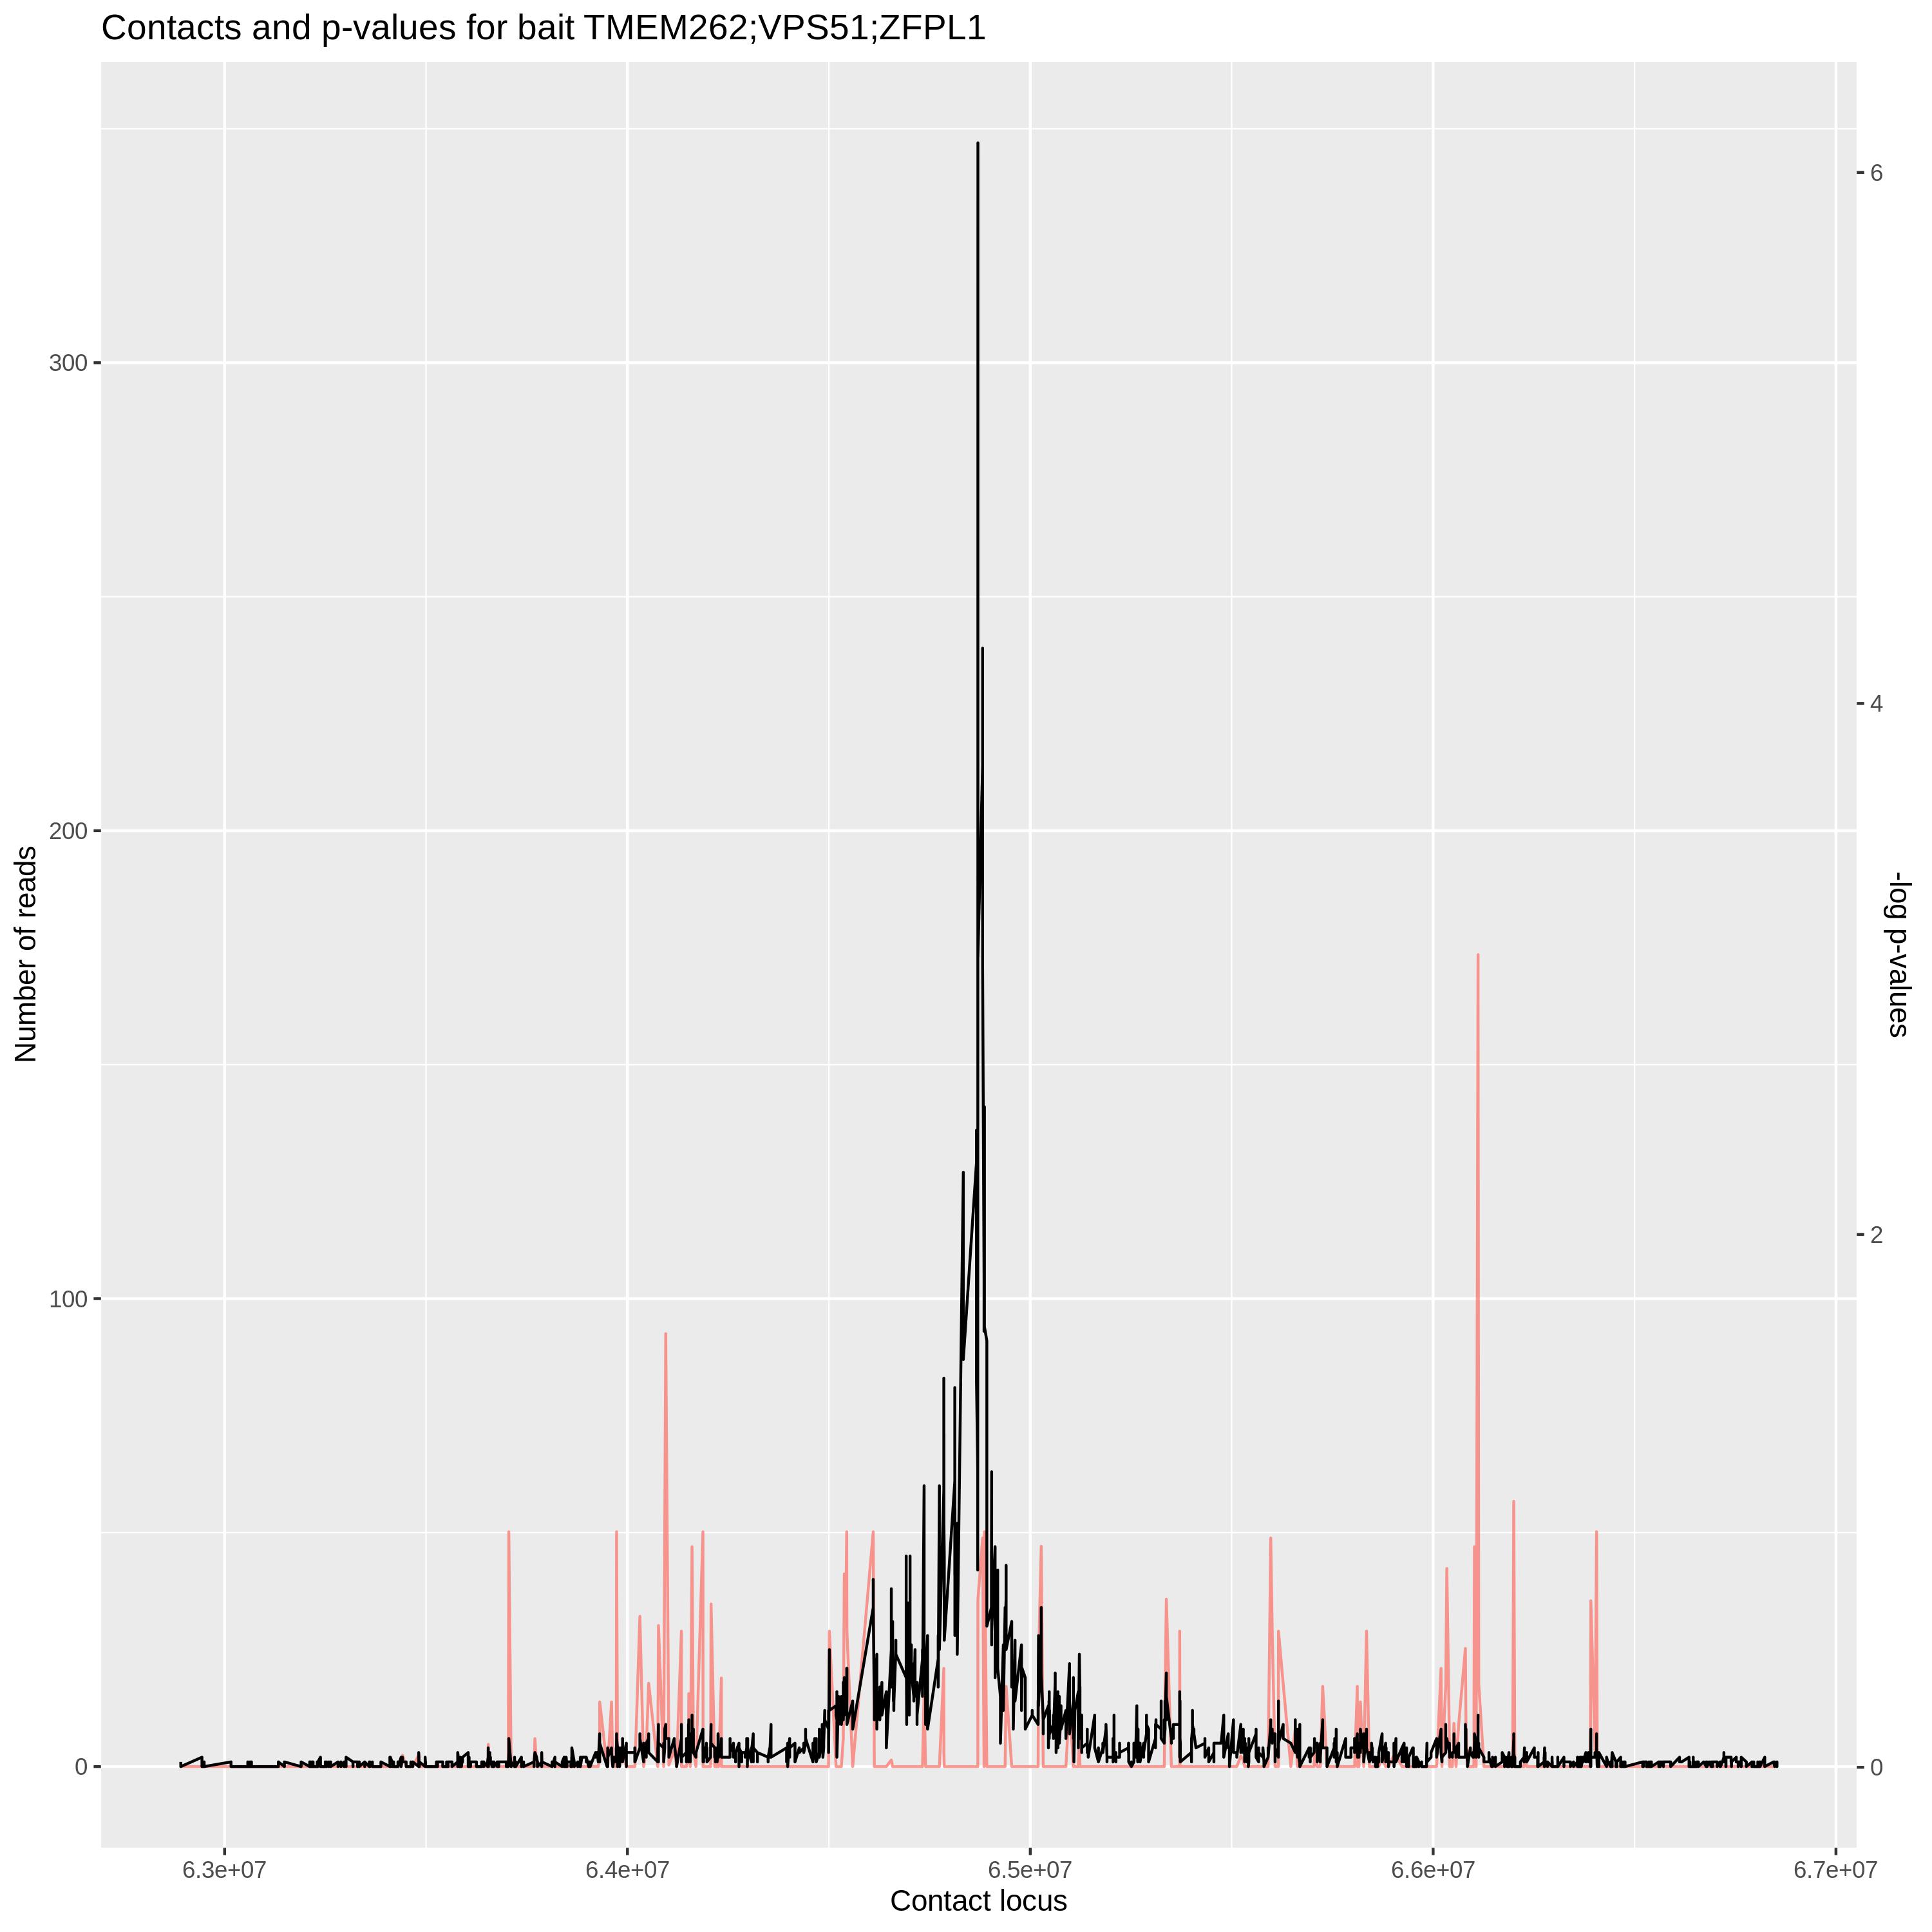 Contacts and p-values for bait TMEM262;VPS51;ZFPL1
300
200
100
0
6
4
2
0
Number of reads
-log p-values
6.3e+07
6.4e+07
6.5e+07
6.6e+07
6.7e+07
Contact locus